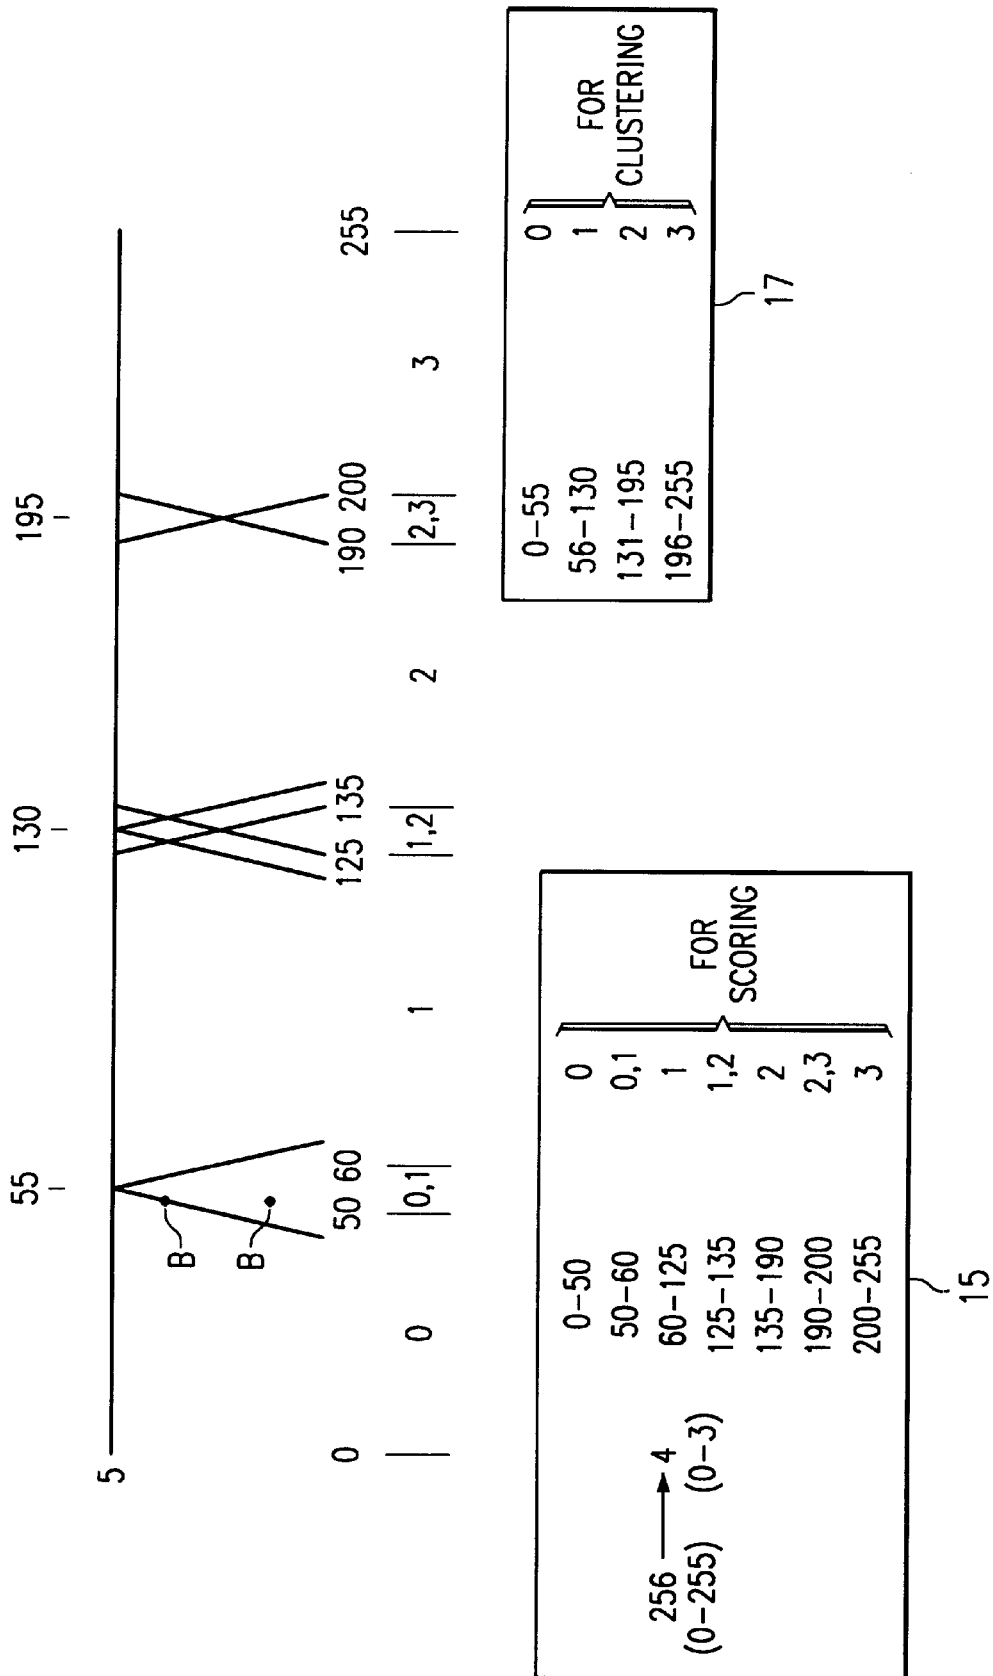 55 130 195
5
B
B
50 60 125 135 190 200 255
0
0 0,1 1 1,2 2 2,3 3
256 → 4
(0-255) (0-3)
0-50 0
50-60 0,1
60-125 1
125-135 1,2
135-190 2
190-200 2,3
200-255 3
FOR
SCORING
15
0-55 0
56-130 1
131-195 2
196-255 3
FOR
CLUSTERING
17